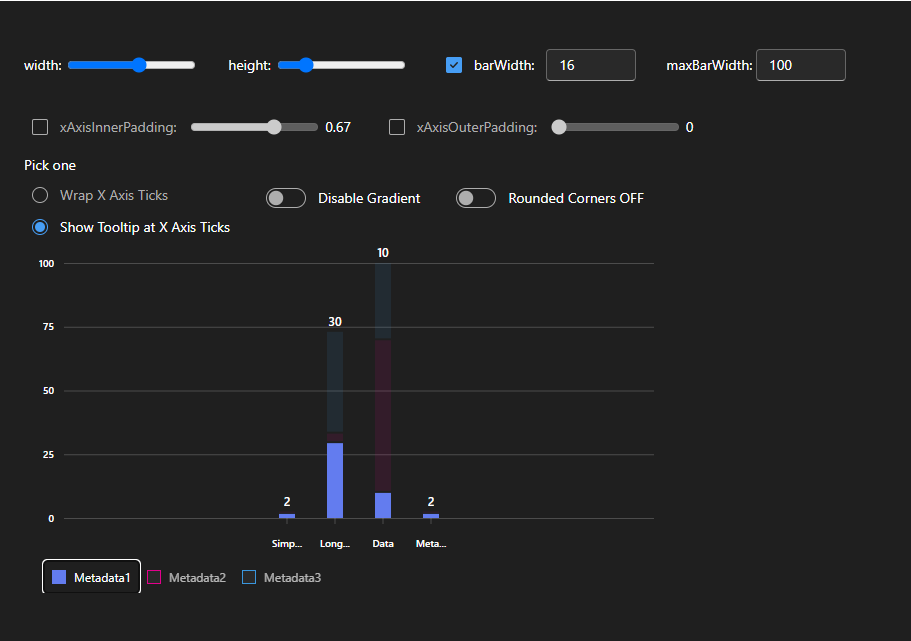 width: height: barWidth: 16 maxBarWidth: 100
xAxisInnerPadding: 0.67 xAxisOuterPadding: 0
Pick one
Wrap X Axis Ticks Disable Gradient Rounded Corners OFF
Show Tooltip at X Axis Ticks
10
100
30
75
50
25
2 2
0
Simp... Long... Data Meta...
Metadata1 Metadata2 Metadata3